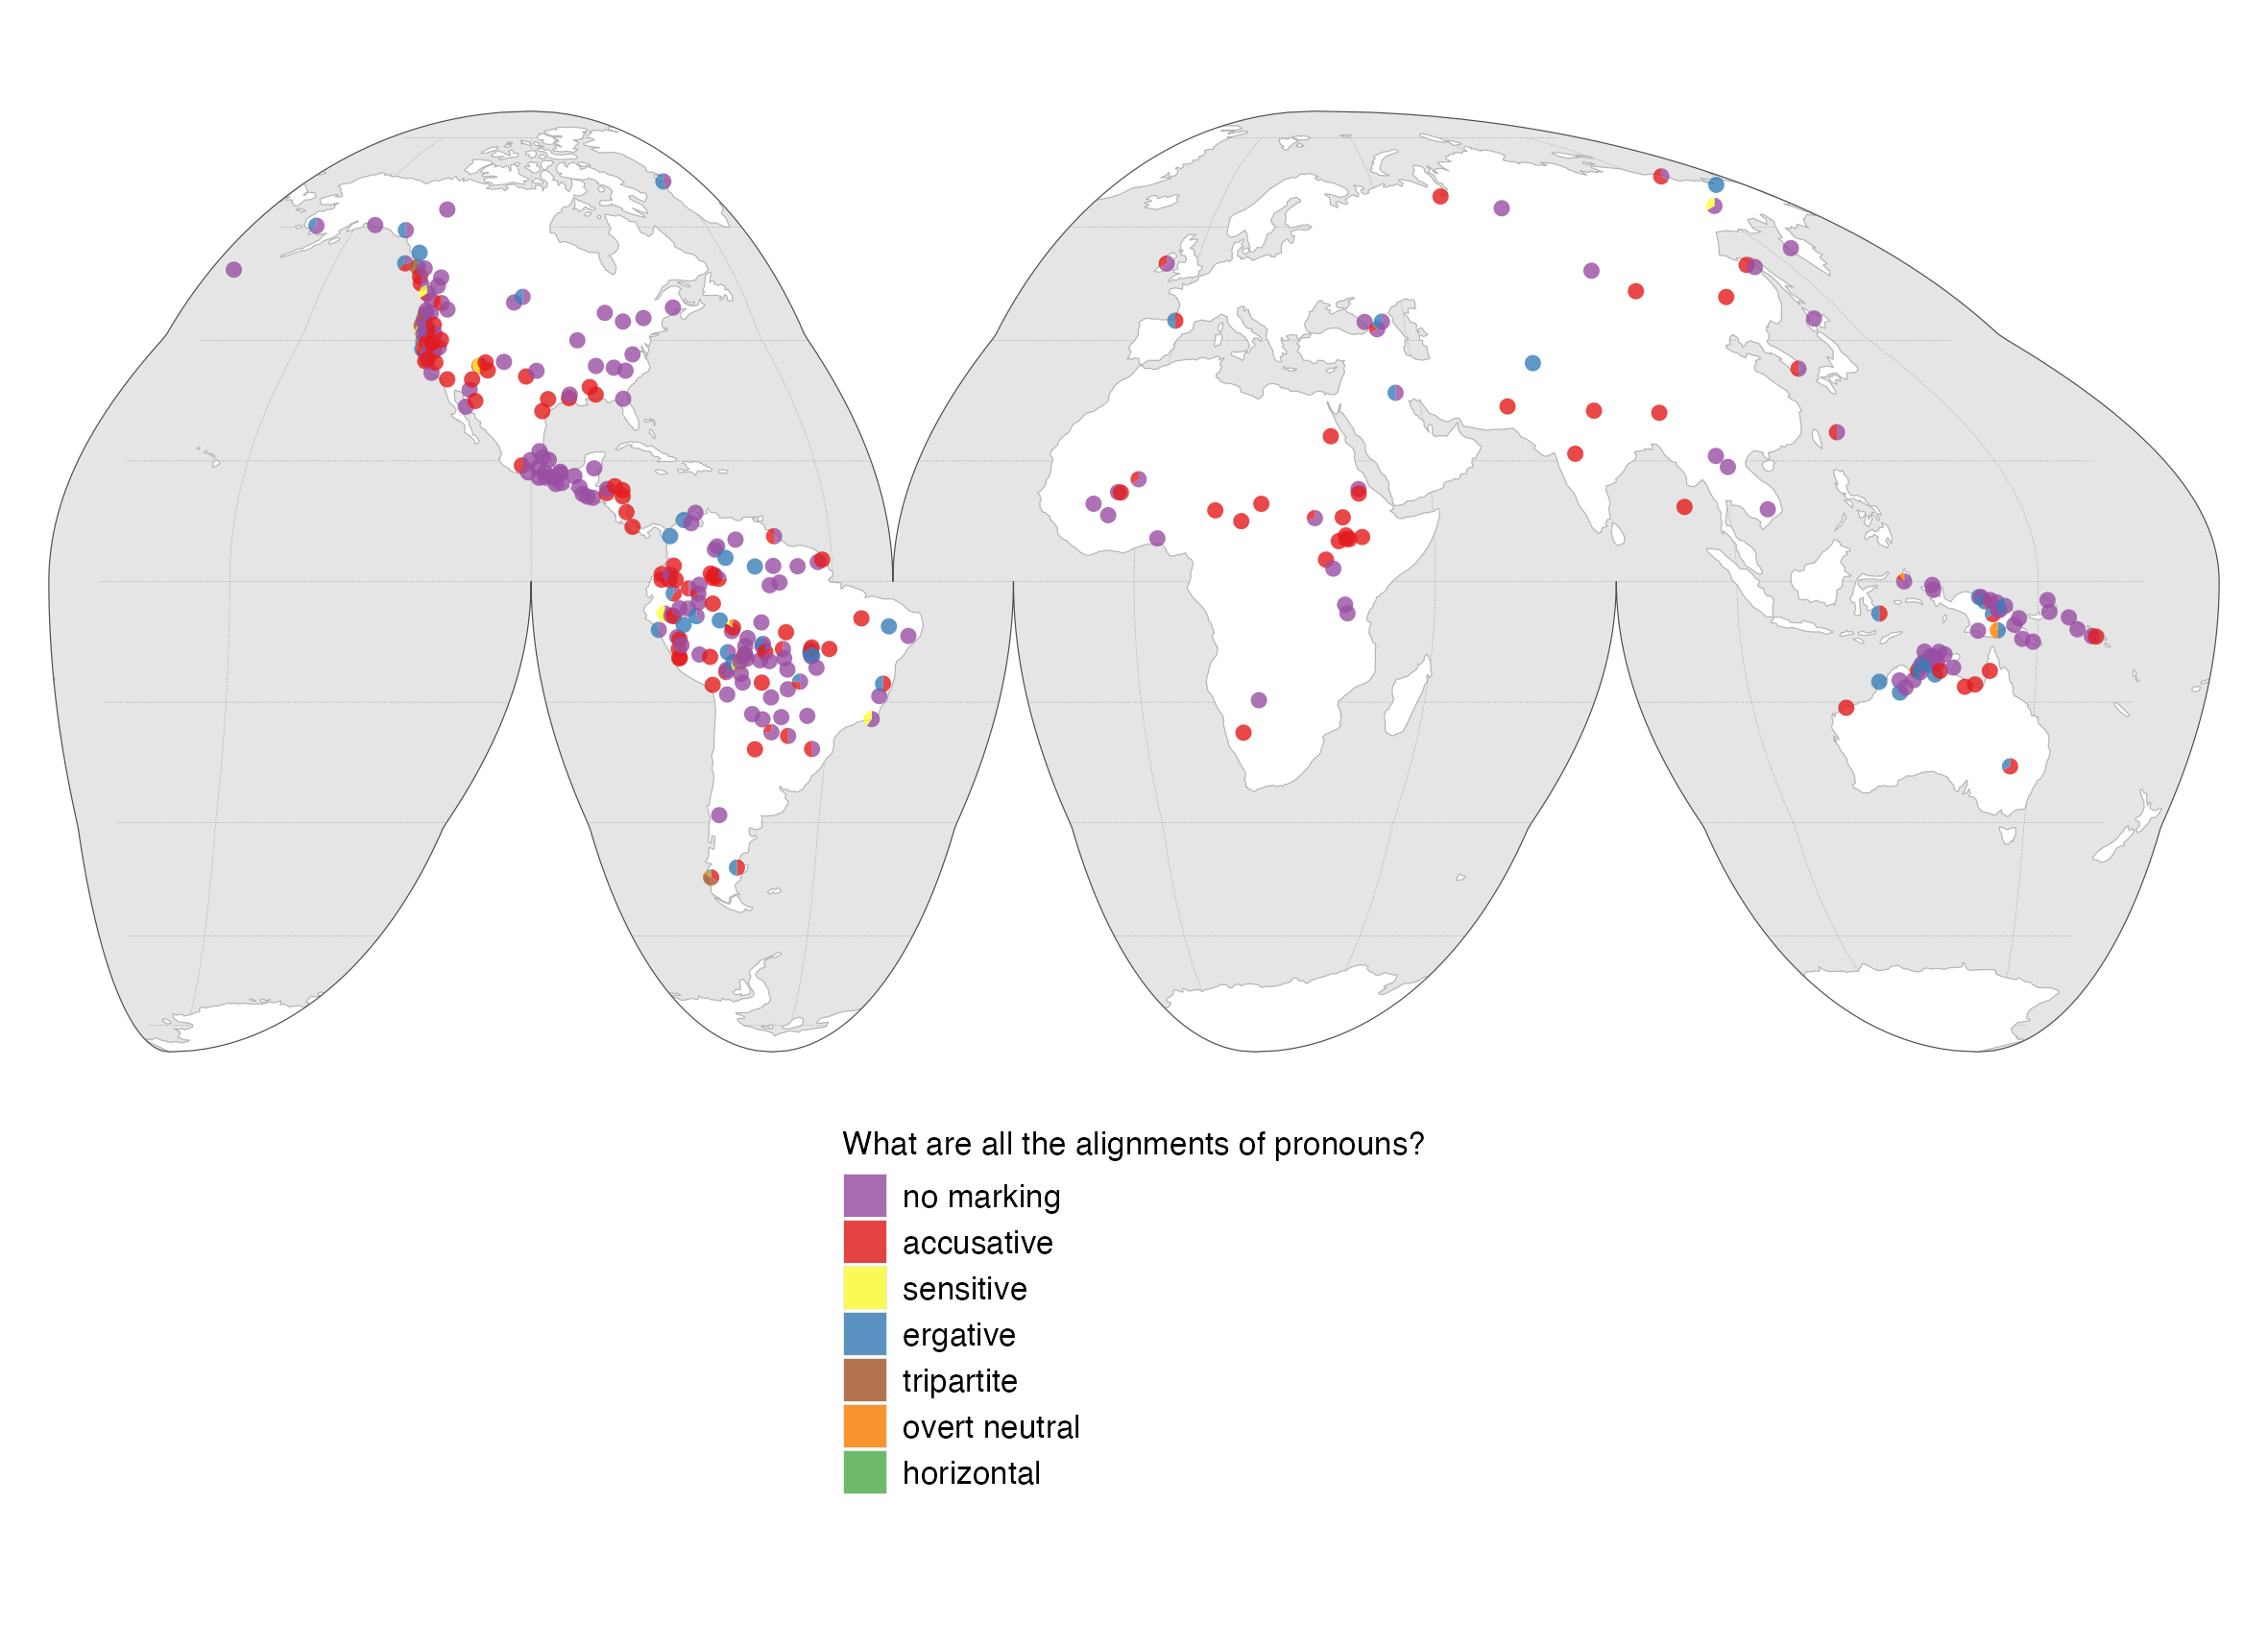 What are all the alignments of pronouns?
no marking
accusative
sensitive
ergative
tripartite
overt neutral
horizontal